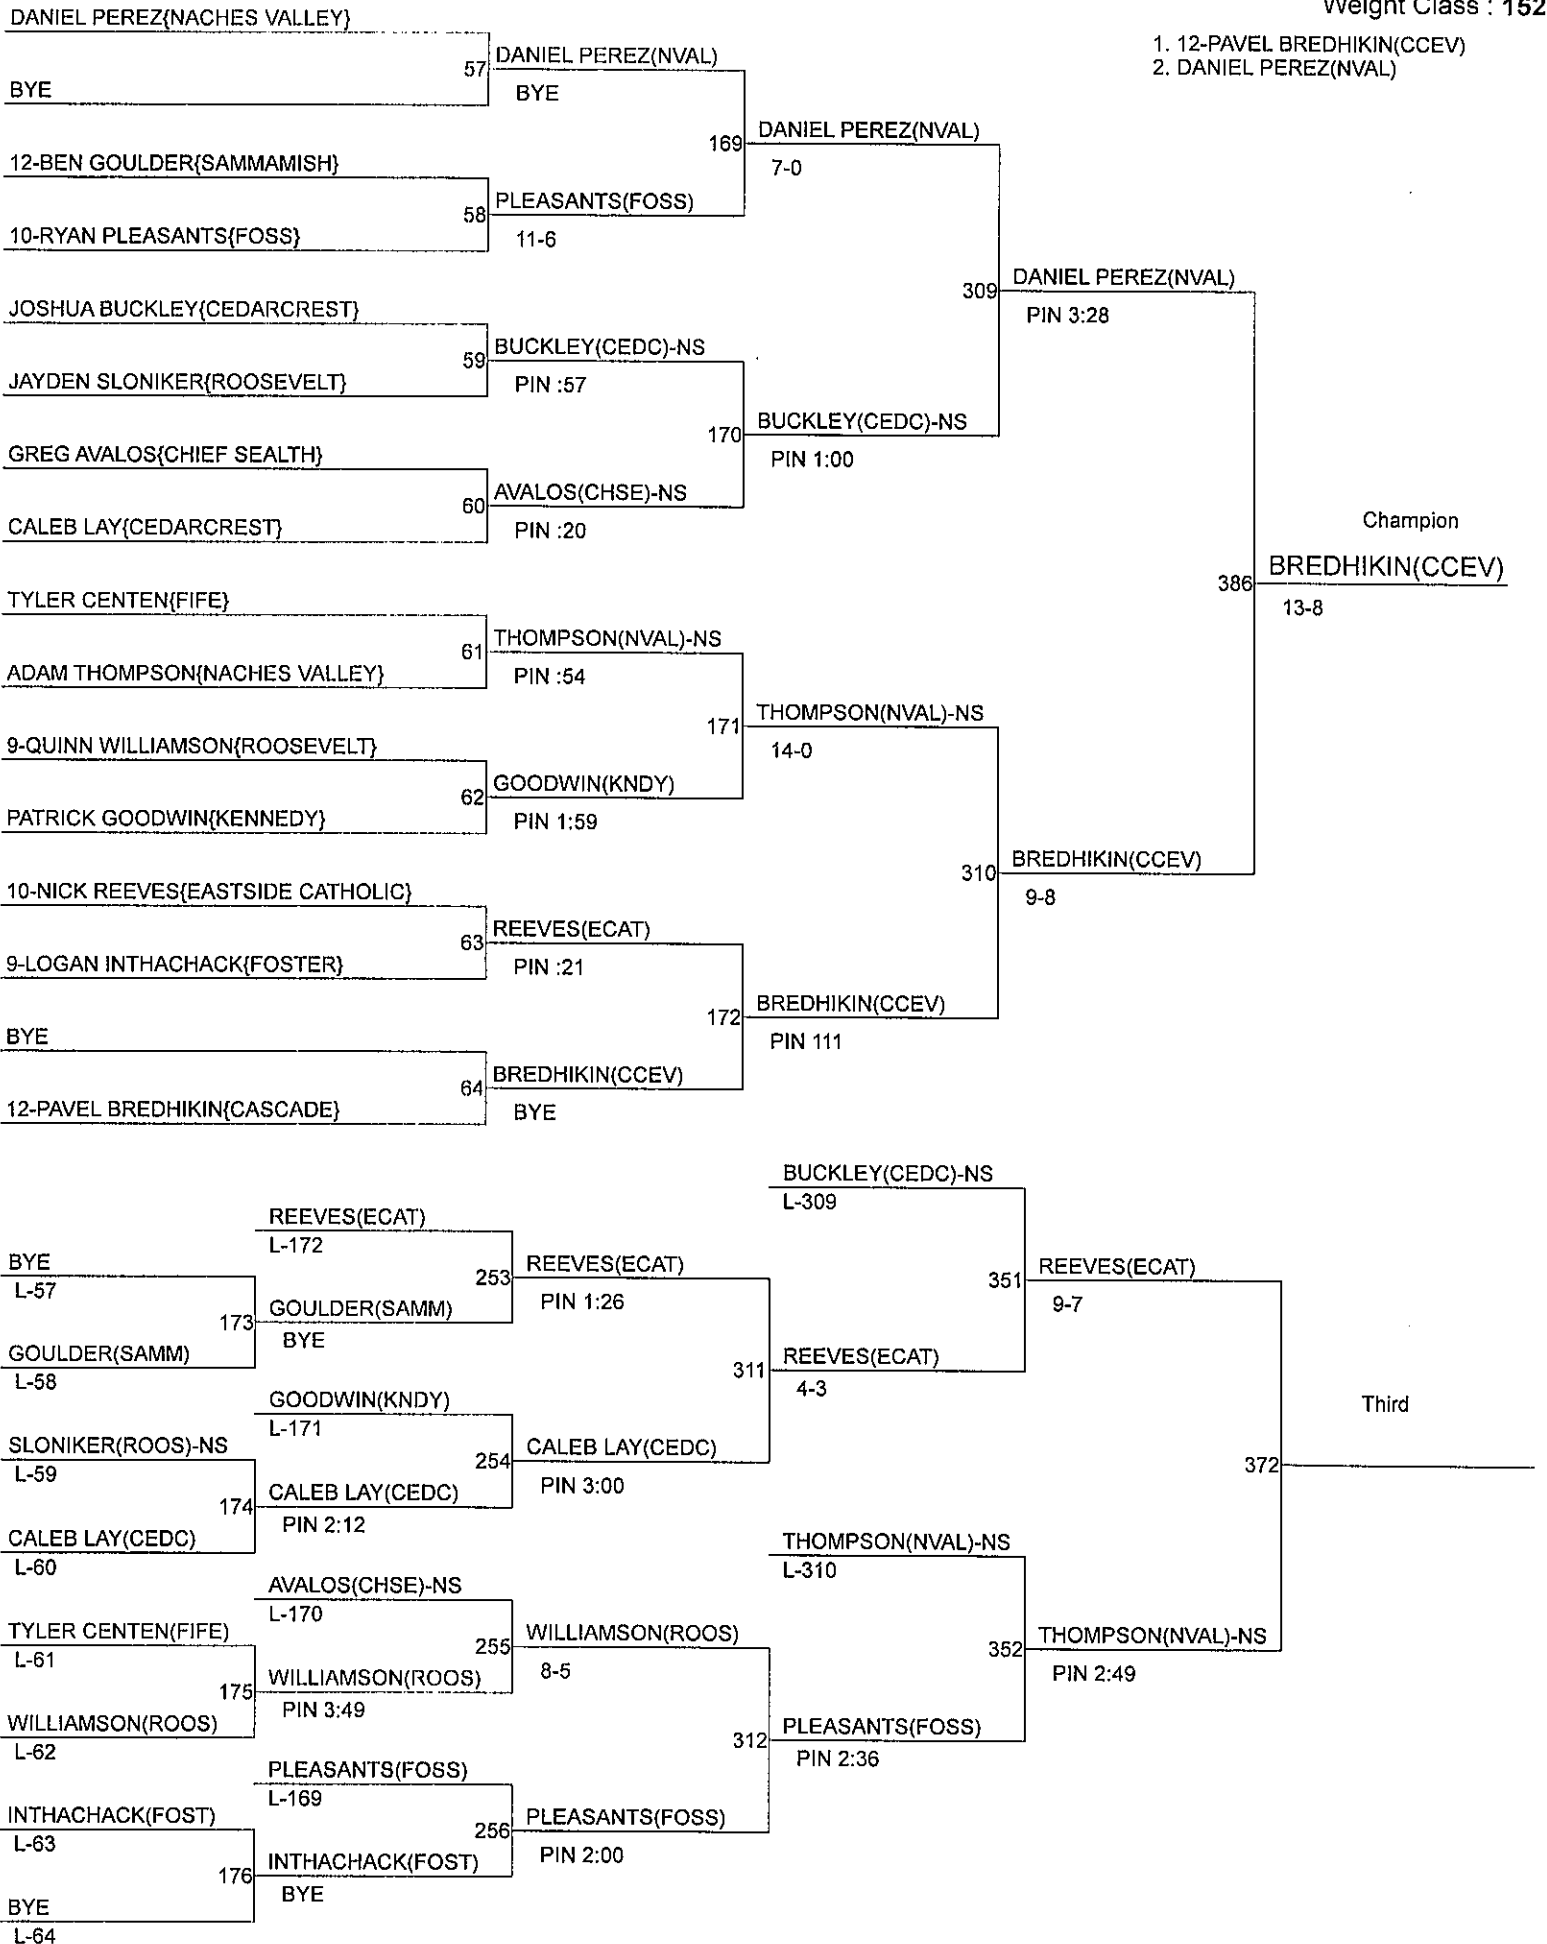 Weight Class : 152
1. 12-PAVEL BREDHIKIN(CCEV)
2. DANIEL PEREZ(NVAL)
DANIEL PEREZ{NACHES VALLEY}
57 DANIEL PEREZ(NVAL)
BYE
BYE
169 DANIEL PEREZ(NVAL)
7-0
12-BEN GOULDER{SAMMAMISH}
58 PLEASANTS(FOSS)
11-6
10-RYAN PLEASANTS{FOSS}
309 DANIEL PEREZ(NVAL)
PIN 3:28
JOSHUA BUCKLEY{CEDARCREST}
59 BUCKLEY(CEDC)-NS
PIN :57
JAYDEN SLONIKER{ROOSEVELT}
170 BUCKLEY(CEDC)-NS
PIN 1:00
GREG AVALOS{CHIEF SEALTH}
60 AVALOS(CHSE)-NS
PIN :20
CALEB LAY{CEDARCREST}
Champion
386 BREDHIKIN(CCEV)
13-8
TYLER CENTEN{FIFE}
61 THOMPSON(NVAL)-NS
PIN :54
ADAM THOMPSON{NACHES VALLEY}
171 THOMPSON(NVAL)-NS
14-0
9-QUINN WILLIAMSON{ROOSEVELT}
62 GOODWIN(KNDY)
PIN 1:59
PATRICK GOODWIN{KENNEDY}
310 BREDHIKIN(CCEV)
9-8
10-NICK REEVES{EASTSIDE CATHOLIC}
63 REEVES(ECAT)
PIN :21
9-LOGAN INTHACHACK{FOSTER}
172 BREDHIKIN(CCEV)
PIN 111
BYE
64 BREDHIKIN(CCEV)
BYE
12-PAVEL BREDHIKIN{CASCADE}
BUCKLEY(CEDC)-NS
L-309
REEVES(ECAT)
L-172
BYE
L-57
253 REEVES(ECAT)
PIN 1:26
351 REEVES(ECAT)
9-7
173 GOULDER(SAMM)
BYE
GOULDER(SAMM)
L-58
311 REEVES(ECAT)
4-3
GOODWIN(KNDY)
L-171
Third
SLONIKER(ROOS)-NS
L-59
254 CALEB LAY(CEDC)
PIN 3:00
372
174 CALEB LAY(CEDC)
PIN 2:12
CALEB LAY(CEDC)
L-60
THOMPSON(NVAL)-NS
L-310
AVALOS(CHSE)-NS
L-170
TYLER CENTEN(FIFE)
L-61
255 WILLIAMSON(ROOS)
8-5
352 THOMPSON(NVAL)-NS
PIN 2:49
175 WILLIAMSON(ROOS)
PIN 3:49
WILLIAMSON(ROOS)
L-62
312 PLEASANTS(FOSS)
PIN 2:36
PLEASANTS(FOSS)
L-169
INTHACHACK(FOST)
L-63
256 PLEASANTS(FOSS)
PIN 2:00
176 INTHACHACK(FOST)
BYE
BYE
L-64